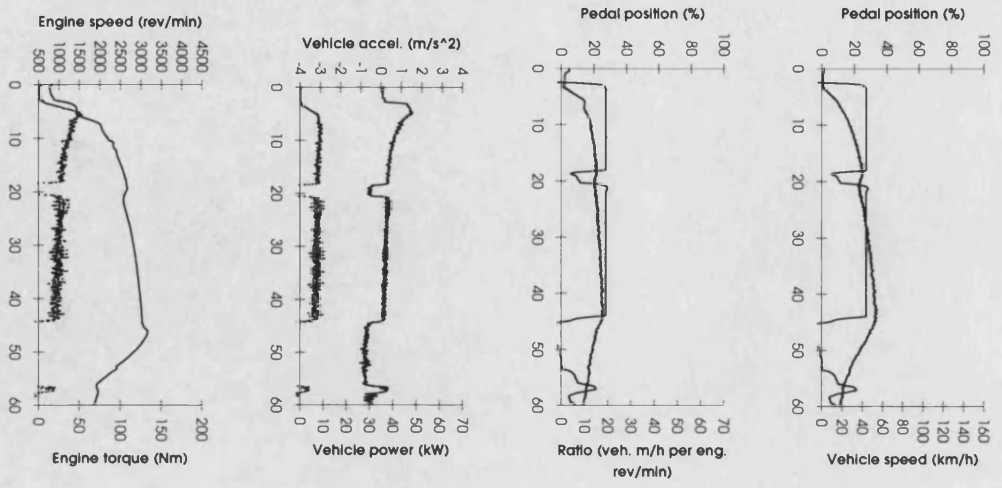 Engine speed (rev/min)
500 1000 1500 2000 2500 3000 3500 4000 4500
0 10 20 30 40 50 60
0 50 100 150 200
Engine torque (Nm)
Vehicle accel. (m/s^2)
-4 -3 -2 -1 0 1 2 3 4
0 10 20 30 40 50 60
0 10 20 30 40 50 60 70
Vehicle power (kW)
Pedal position (%)
0 20 40 60 80 100
0 10 20 30 40 50 60
0 10 20 30 40 50 60 70
Ratio (veh. m/h per eng.
rev/min)
Pedal position (%)
0 20 40 60 80 100
0 10 20 30 40 50 60
0 20 40 60 80 100 120 140 160
Vehicle speed (km/h)